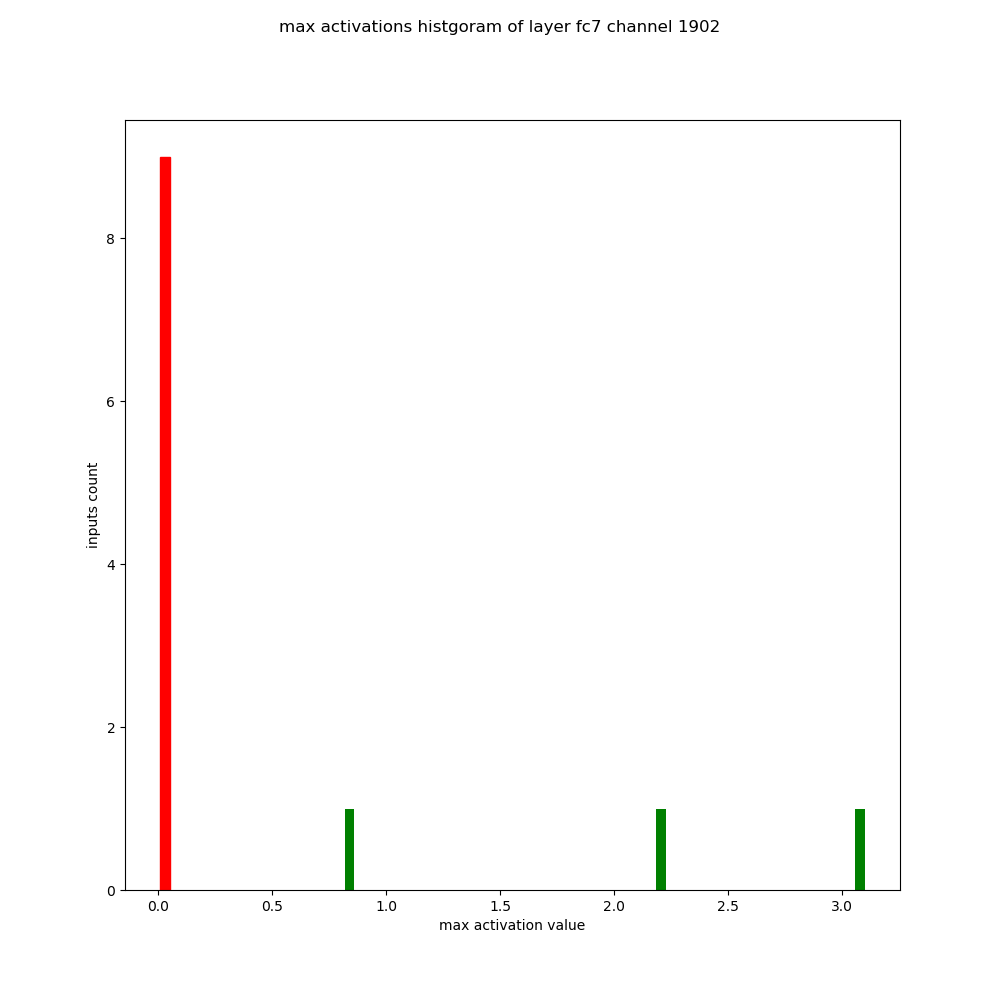 max activations histgoram of layer fc7 channel 1902
8
6
4
2
0
inputs count
0.0 0.5 1.0 1.5 2.0 2.5 3.0
max activation value